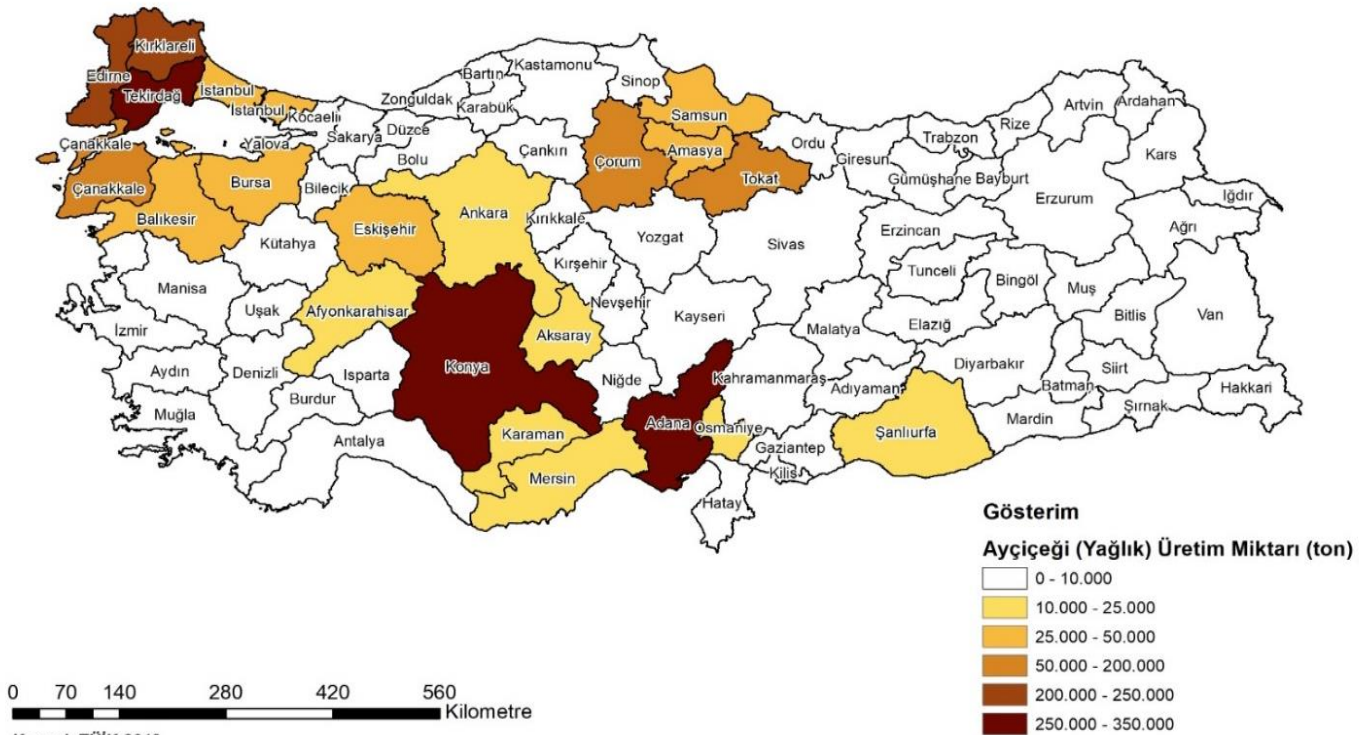 Kırklareli
Edirne
Tekirdağ
İstanbul
İstanbul
Kocaeli
Yalova
Sakarya
Düzce
Zonguldak
Bartın
Karabük
Kastamonu
Sinop
Samsun
Amasya
Ordu
Giresun
Trabzon
Rize
Artvin
Ardahan
Kars
Iğdır
Çanakkale
Çanakkale
Balıkesir
Bursa
Bilecik
Bolu
Çankırı
Çorum
Tokat
Gümüşhane
Bayburt
Erzurum
Ağrı
Kütahya
Eskişehir
Ankara
Kırıkkale
Yozgat
Sivas
Erzincan
Tunceli
Bingöl
Muş
Bitlis
Van
Manisa
Uşak
Afyonkarahisar
Kırşehir
Nevşehir
Kayseri
Malatya
Elazığ
Diyarbakır
Batman
Siirt
Hakkari
İzmir
Aydın
Denizli
Isparta
Konya
Aksaray
Niğde
Kahramanmaraş
Adıyaman
Mardin
Şırnak
Muğla
Burdur
Antalya
Karaman
Mersin
Adana
Osmaniye
Gaziantep
Kilis
Şanlıurfa
Hatay
Gösterim
Ayçiçeği (Yağlık) Üretim Miktarı (ton)
0 - 10.000
10.000 - 25.000
25.000 - 50.000
50.000 - 200.000
200.000 - 250.000
250.000 - 350.000
0 70 140 280 420 560
Kilometre